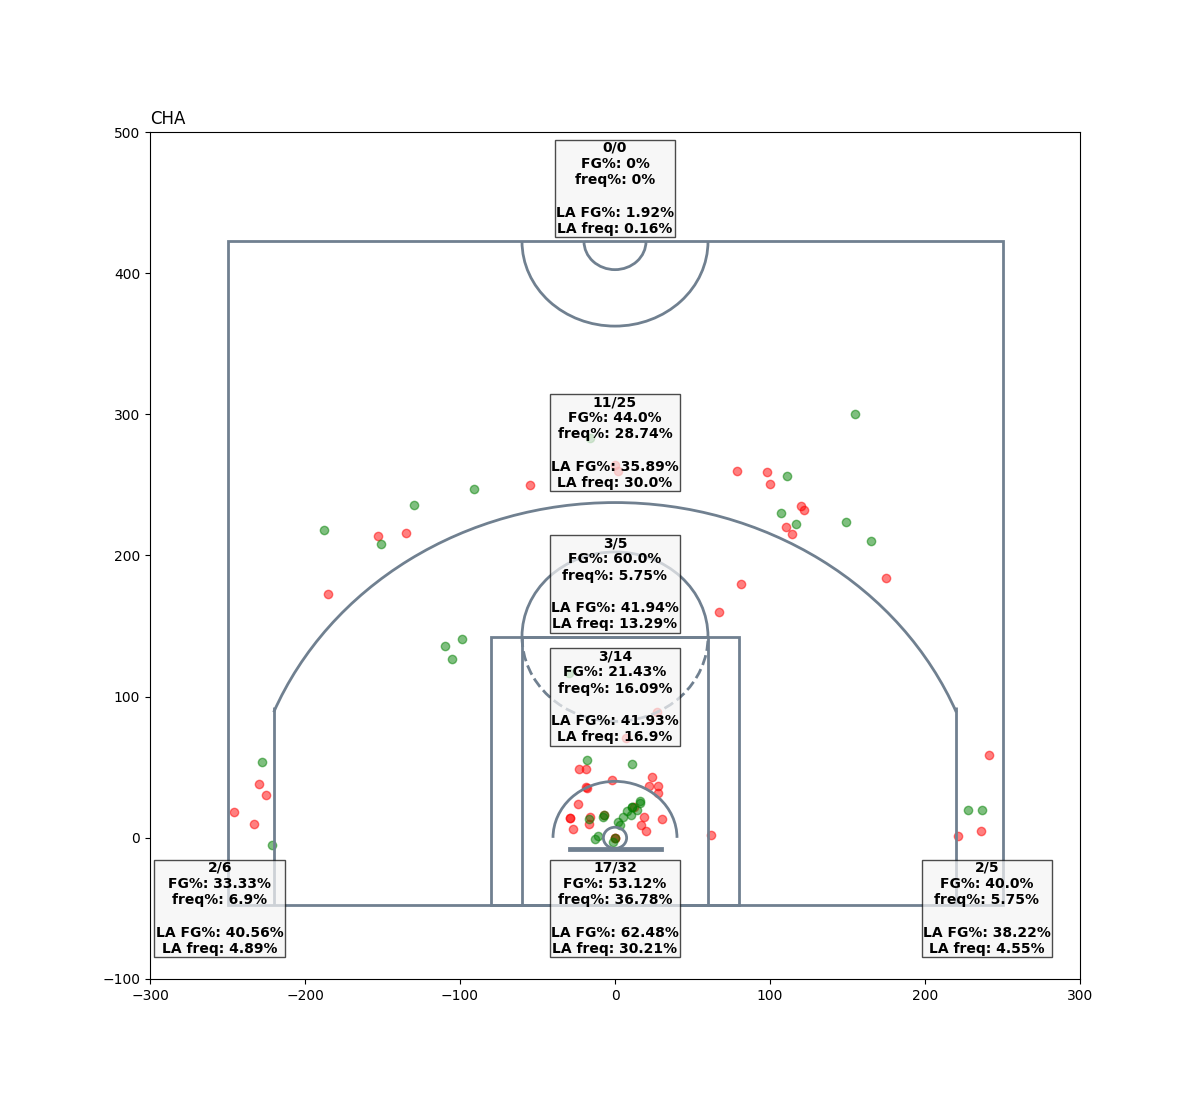 CHA
500
400
300
200
100
0
−100
−300
−200
−100
0
100
200
300
0/0
FG%: 0%
freq%: 0%
LA FG%: 1.92%
LA freq: 0.16%
11/25
FG%: 44.0%
freq%: 28.74%
LA FG%: 35.89%
LA freq: 30.0%
3/5
FG%: 60.0%
freq%: 5.75%
LA FG%: 41.94%
LA freq: 13.29%
3/14
FG%: 21.43%
freq%: 16.09%
LA FG%: 41.93%
LA freq: 16.9%
2/6
FG%: 33.33%
freq%: 6.9%
LA FG%: 40.56%
LA freq: 4.89%
17/32
FG%: 53.12%
freq%: 36.78%
LA FG%: 62.48%
LA freq: 30.21%
2/5
FG%: 40.0%
freq%: 5.75%
LA FG%: 38.22%
LA freq: 4.55%